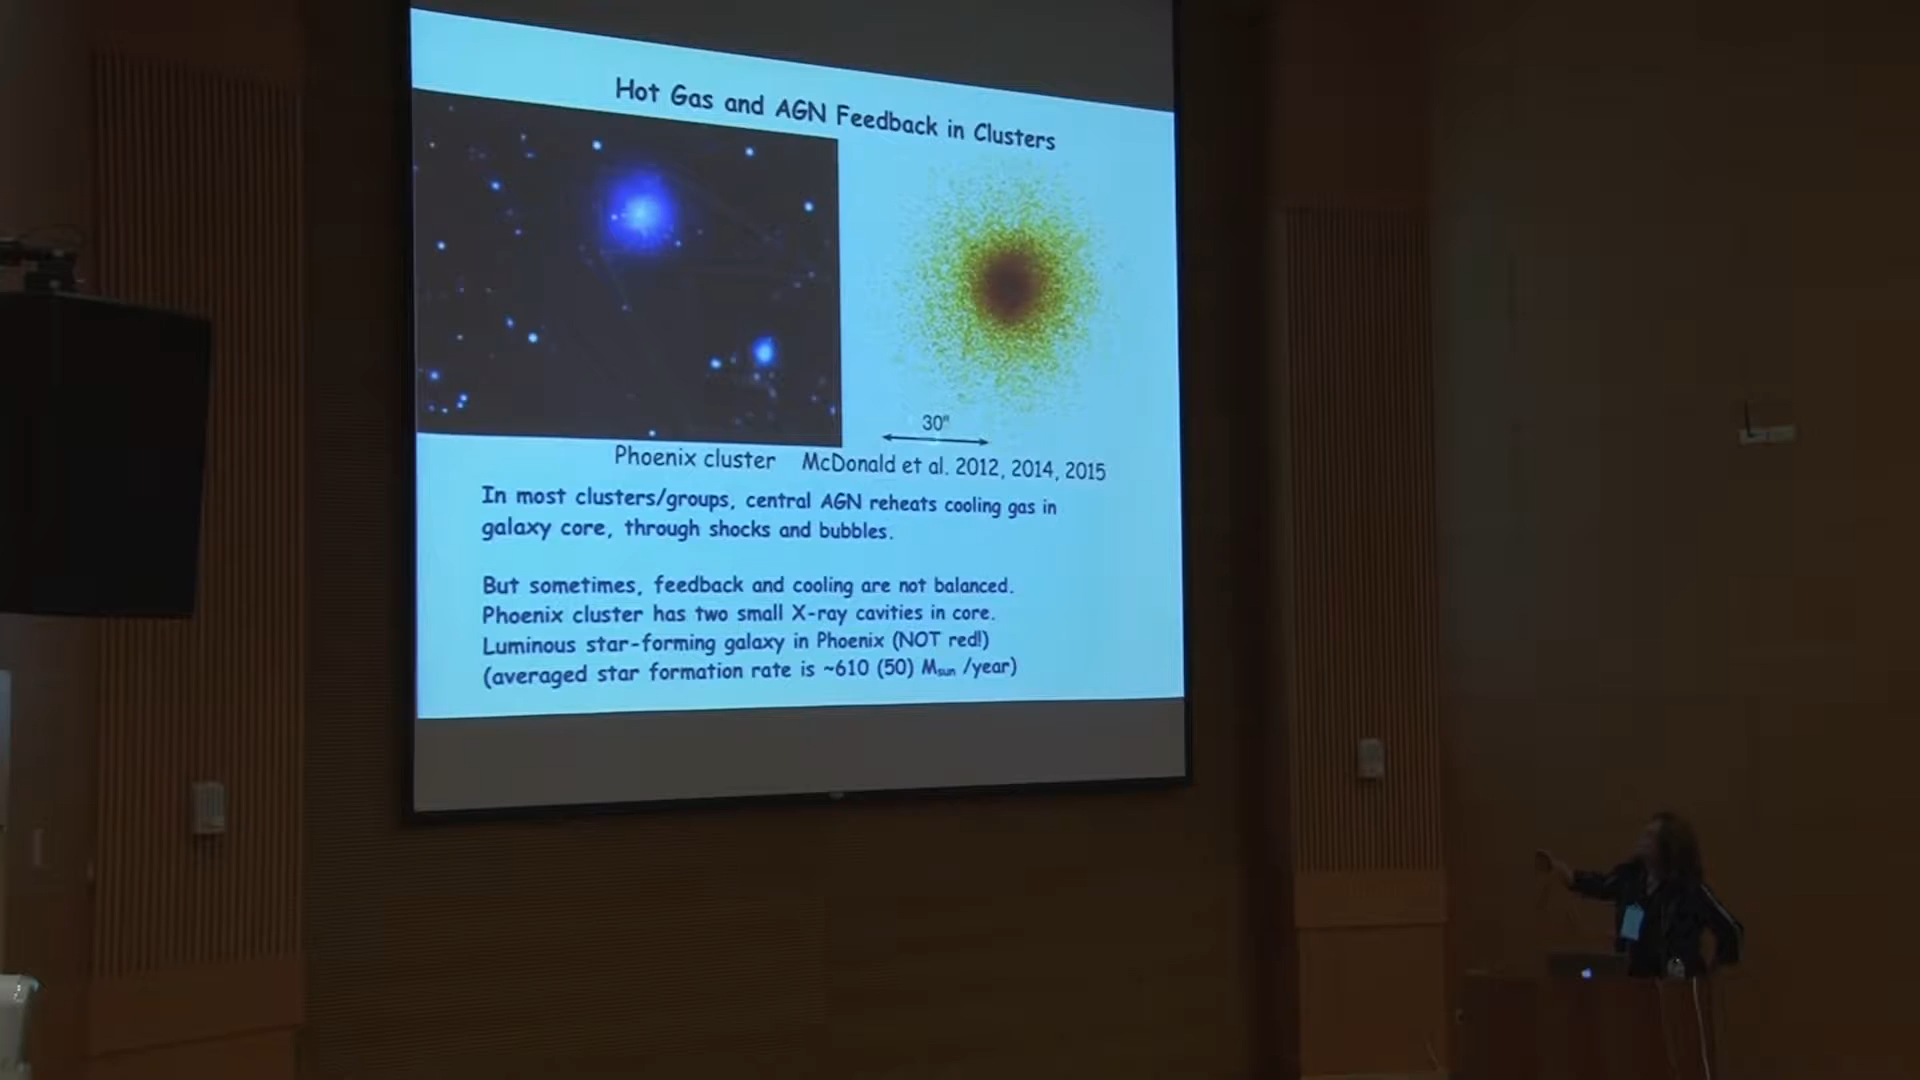 Hot Gas and AGN Feedback in Clusters
30"
Phoenix cluster McDonald et al. 2012, 2014, 2015
In most clusters/groups, central AGN reheats cooling gas in
galaxy core, through shocks and bubbles.
But sometimes, feedback and cooling are not balanced.
Phoenix cluster has two small X-ray cavities in core.
Luminous star-forming galaxy in Phoenix (NOT red!)
(averaged star formation rate is ~610 (50) Msun /year)